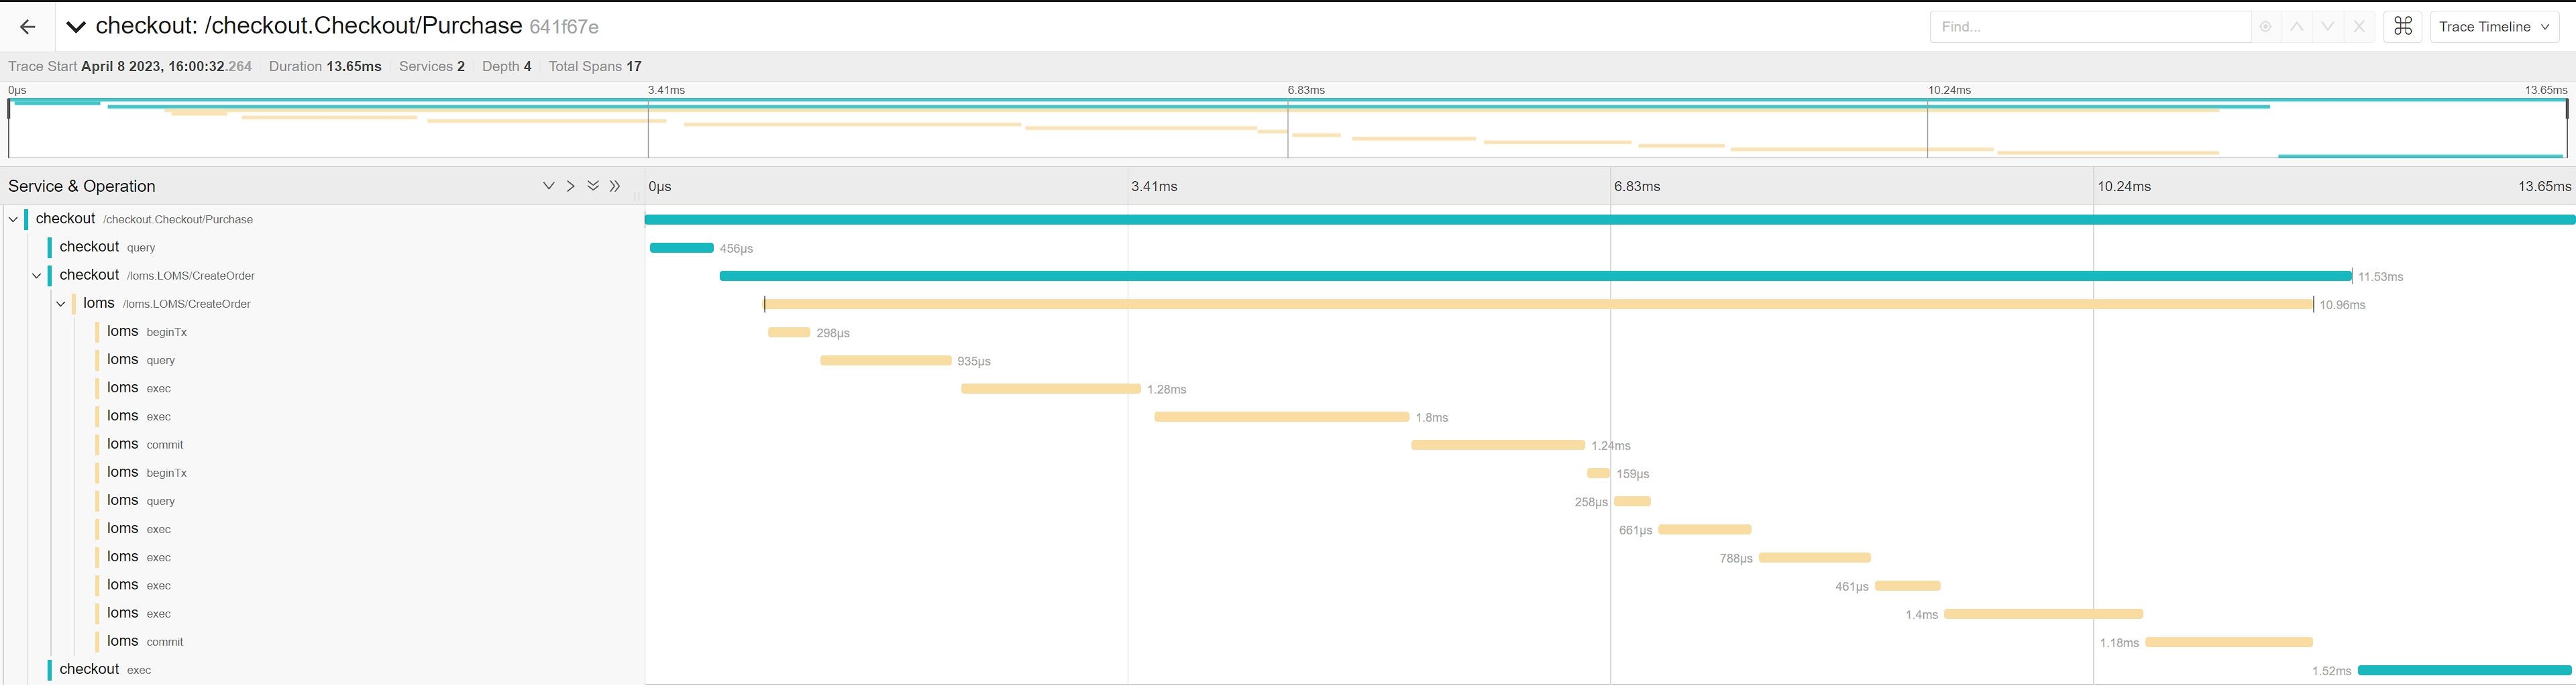 checkout: /checkout.Checkout/Purchase 641f67e
Find...
Trace Timeline
Trace Start April 8 2023, 16:00:32.264 Duration 13.65ms Services 2 Depth 4 Total Spans 17
0μs 3.41ms 6.83ms 10.24ms 13.65ms
Service & Operation 0μs 3.41ms 6.83ms 10.24ms 13.65ms
checkout /checkout.Checkout/Purchase
checkout query 456μs
checkout /loms.LOMS/CreateOrder 11.53ms
loms /loms.LOMS/CreateOrder 10.96ms
loms beginTx 298μs
loms query 935μs
loms exec 1.28ms
loms exec 1.8ms
loms commit 1.24ms
loms beginTx 159μs
loms query 258μs
loms exec 661μs
loms exec 788μs
loms exec 461μs
loms exec 1.4ms
loms commit 1.18ms
checkout exec 1.52ms